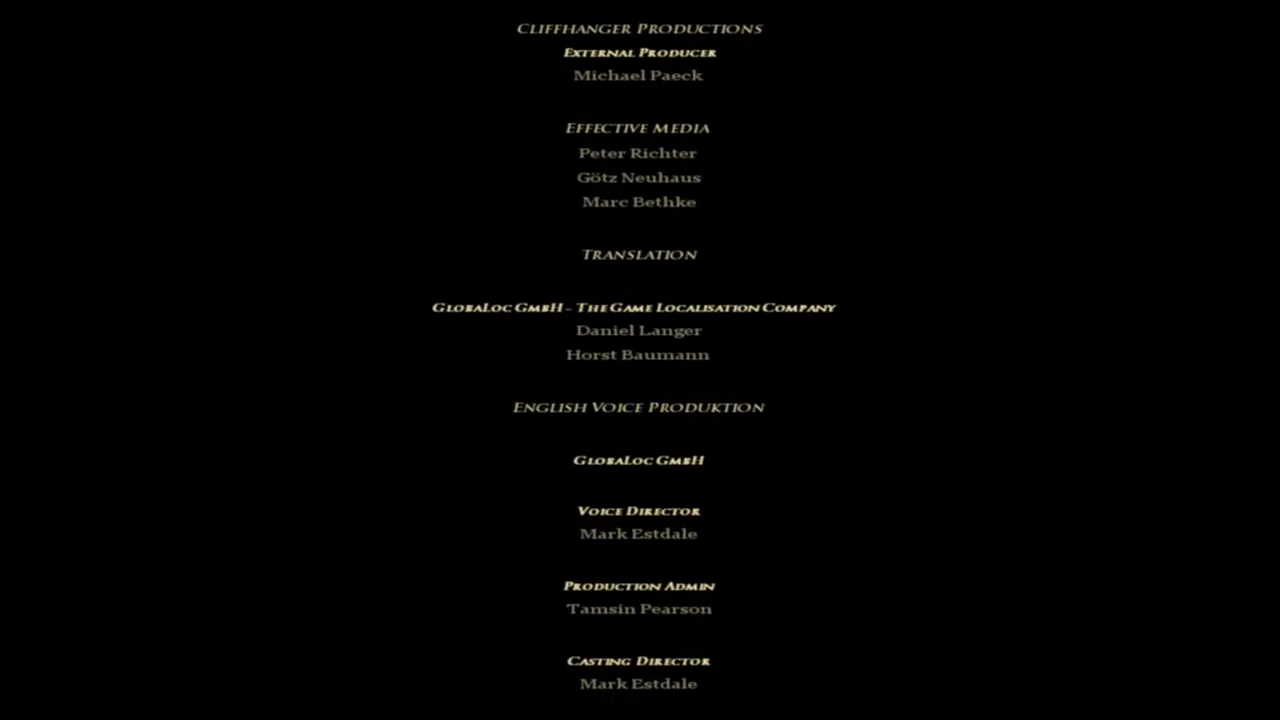 Cliffhanger Productions
External Producer
Michael Paeck
Effective media
Peter Richter
Götz Neuhaus
Marc Bethke
Translation
GlobaLoc GmbH - The Game Localisation Company
Daniel Langer
Horst Baumann
English Voice Produktion
GlobaLoc GmbH
Voice Director
Mark Estdale
Production Admin
Tamsin Pearson
Casting Director
Mark Estdale